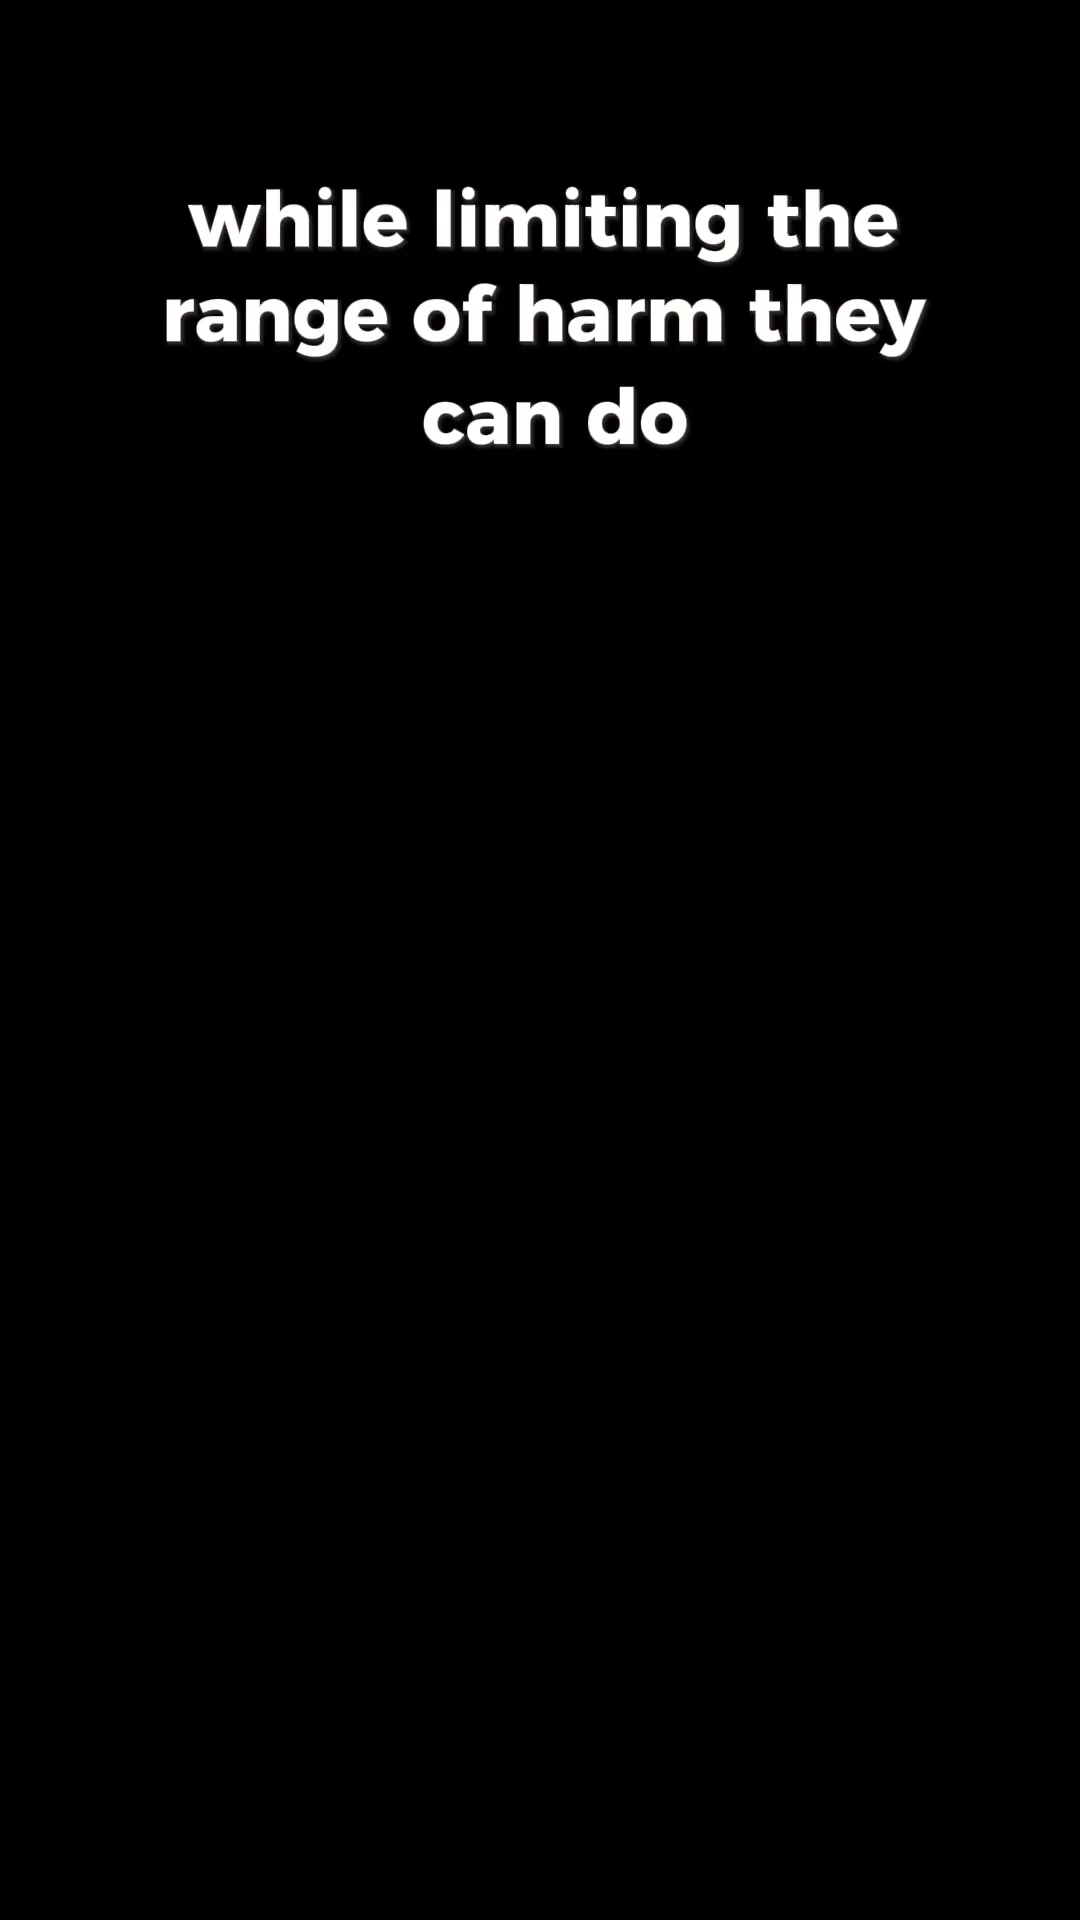 while limiting the
range of harm they
can do